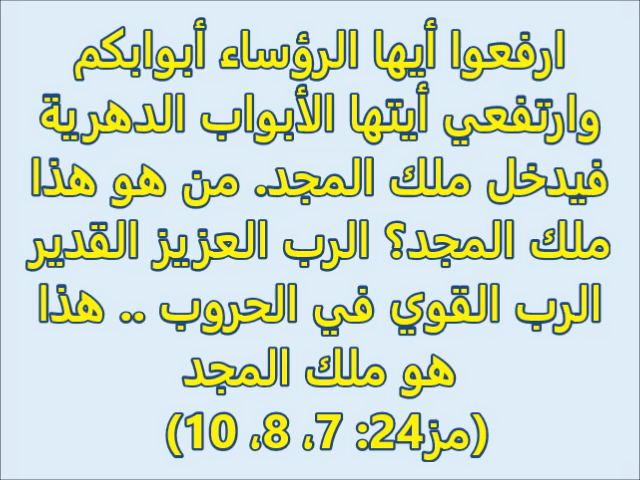 ارفعوا أيها الرؤساء أبوابكم
وارتفعي أيتها الأبواب الدهرية
فيدخل ملك المجد. من هو هذا
ملك المجد؟ الرب العزيز القدير
الرب القوي في الحروب .. هذا
هو ملك المجد
(مز24: 7، 8، 10)